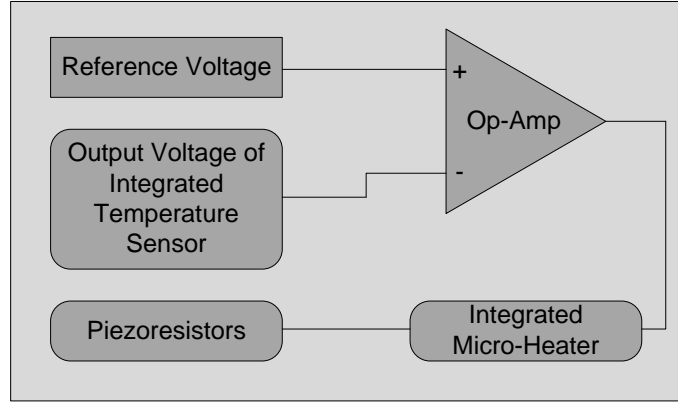 Reference Voltage
+
Op-Amp
Output Voltage of
Integrated
Temperature
Sensor
-
Piezoresistors
Integrated
Micro-Heater